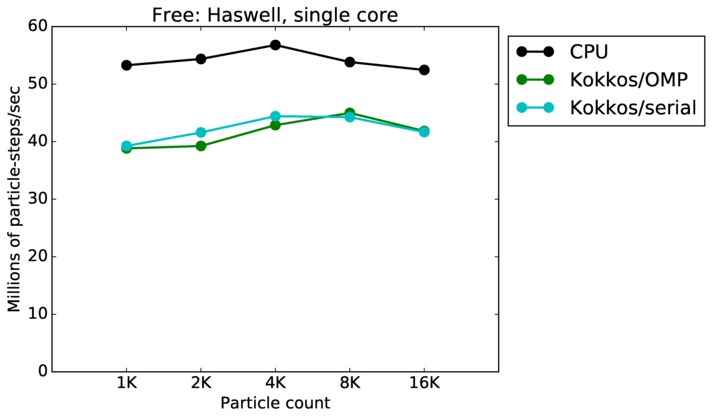 Free: Haswell, single core
60
50
40
30
20
10
0
Millions of particle-steps/sec
1K
2K
4K
8K
16K
Particle count
CPU
Kokkos/OMP
Kokkos/serial